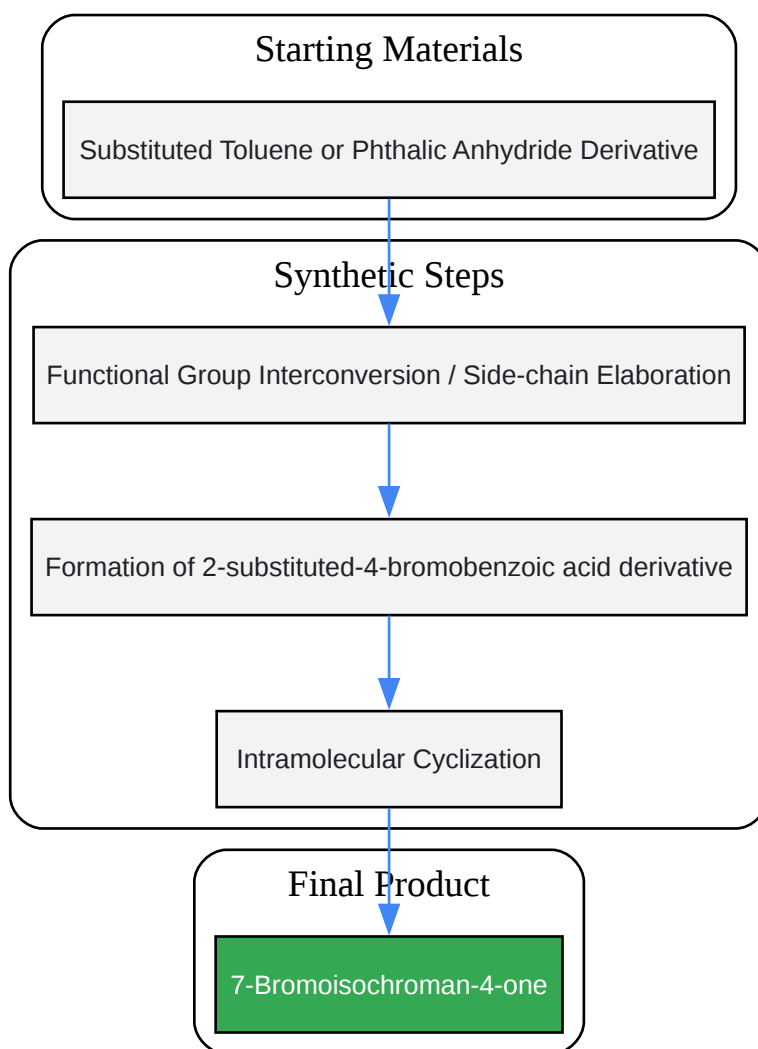 Starting Materials
Substituted Toluene or Phthalic Anhydride Derivative
Synthetic Steps
Functional Group Interconversion / Side-chain Elaboration
Formation of 2-substituted-4-bromobenzoic acid derivative
Intramolecular Cyclization
Final Product
7-Bromoisochroman-4-one